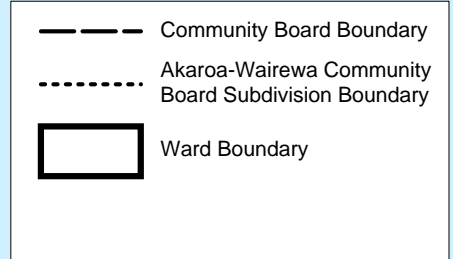 Community Board Boundary
Akaroa-Wairewa Community
Board Subdivision Boundary
Ward Boundary